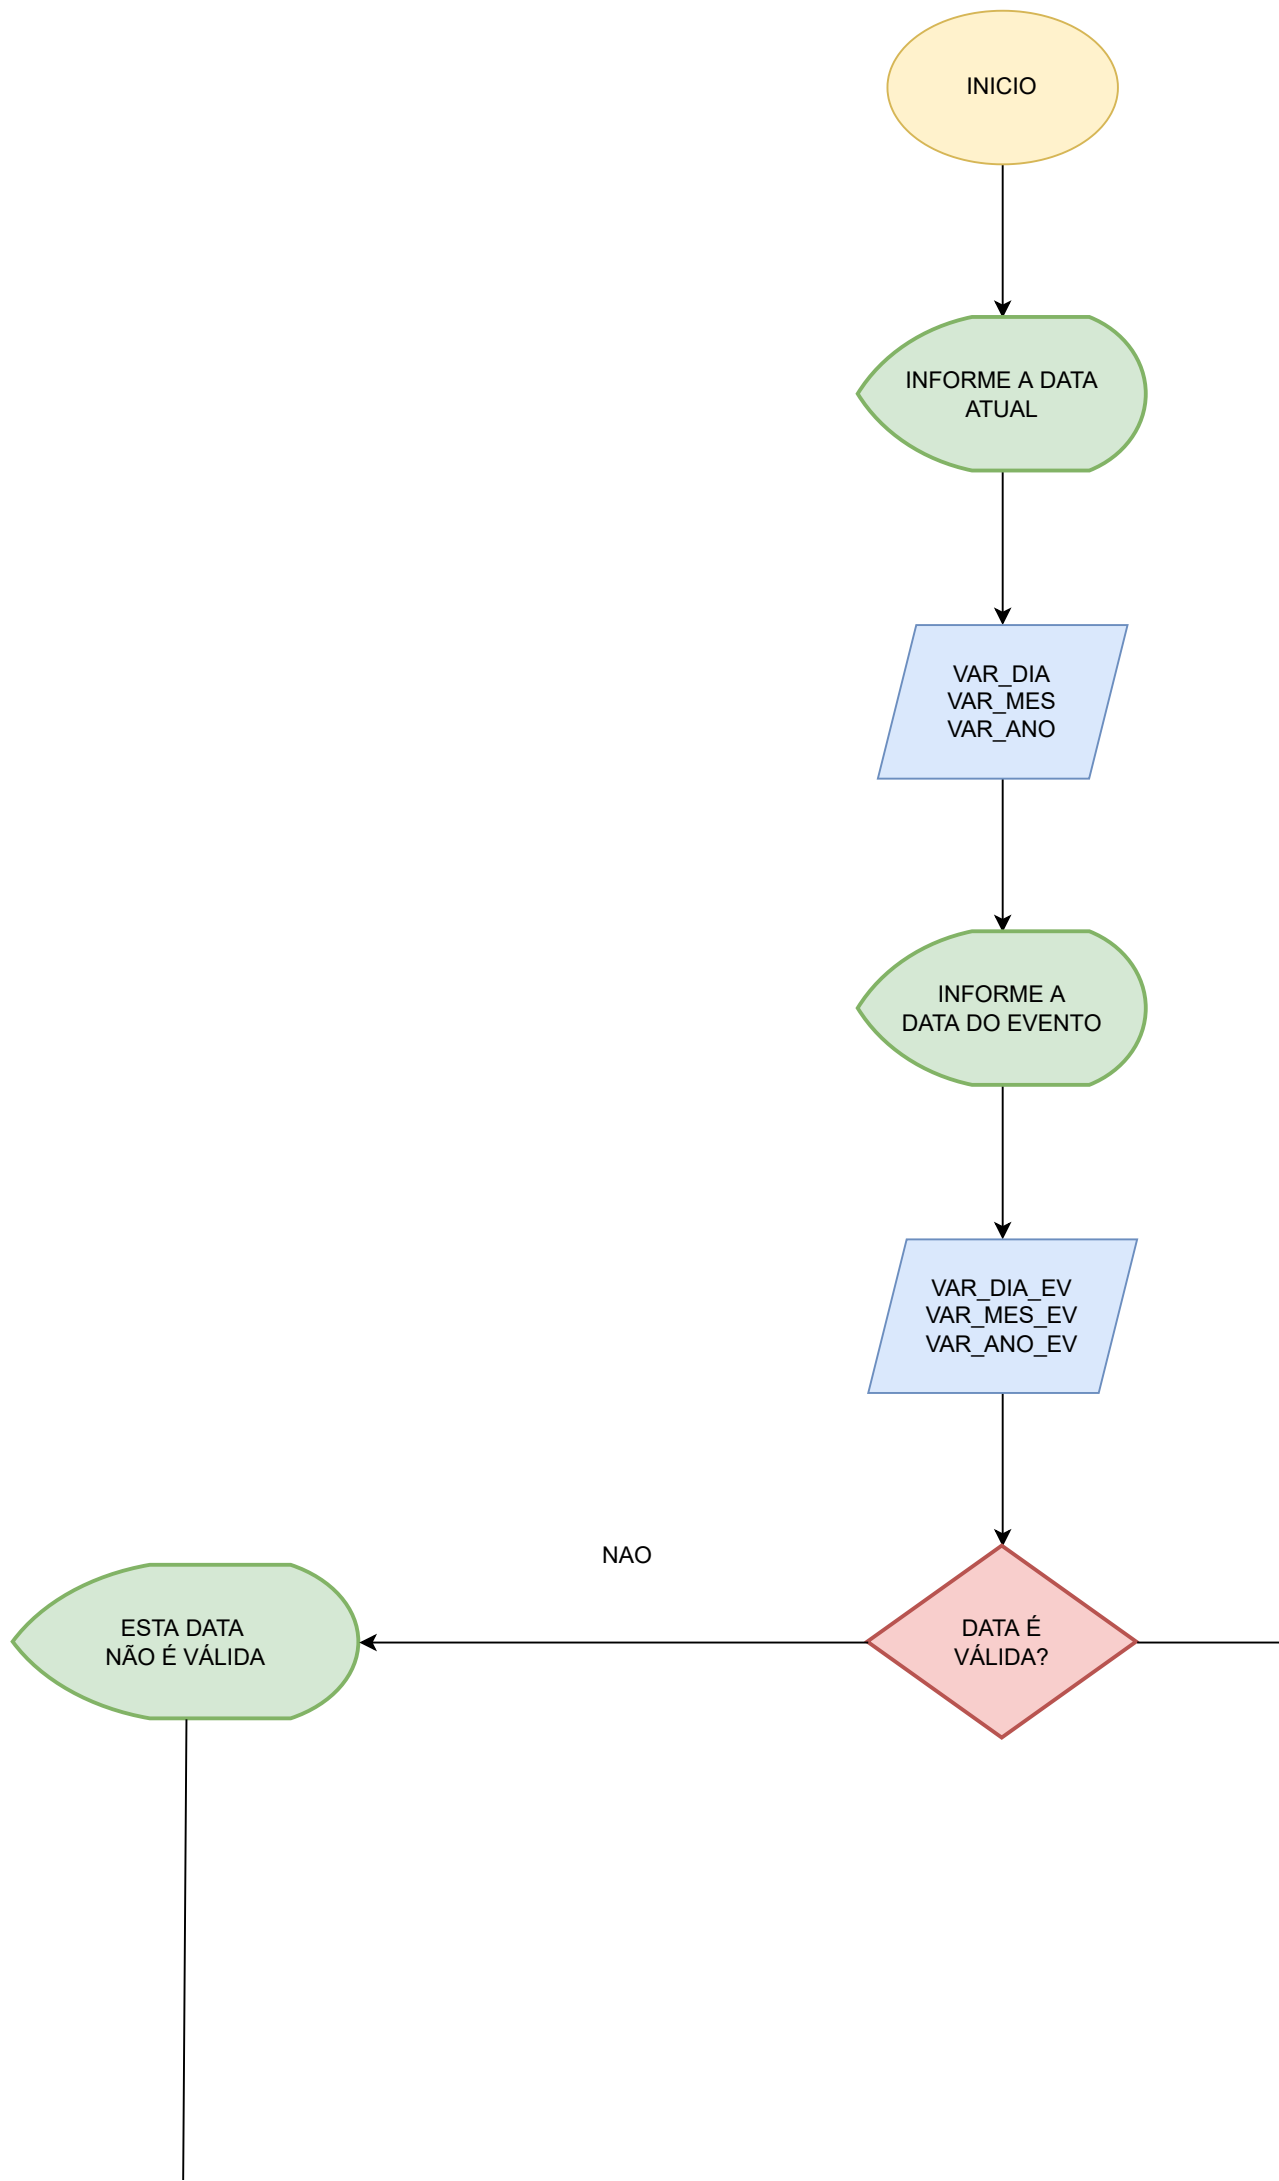 INICIO
INFORME A DATA
ATUAL
VAR_DIA
VAR_MES
VAR_ANO
INFORME A
DATA DO EVENTO
VAR_DIA_EV
VAR_MES_EV
VAR_ANO_EV
NAO
ESTA DATA
NÃO É VÁLIDA
DATA É
VÁLIDA?